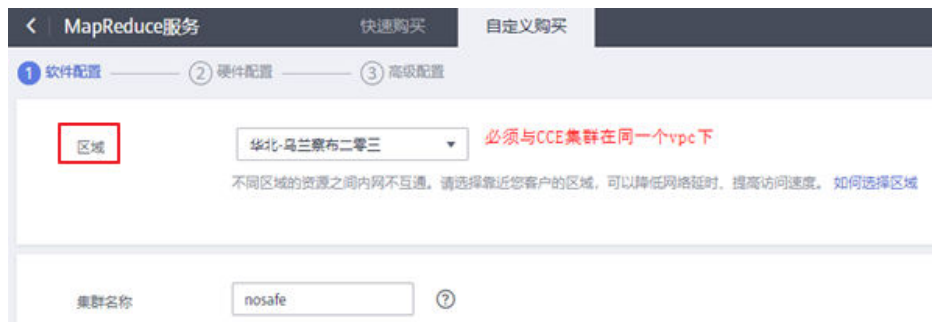 < MapReduce服务 快速购买 自定义购买
1 软件配置 2 硬件配置 3 高级配置
区域 华北-乌兰察布二零三 必须与CCE集群在同一个vpc下
不同区域的资源之间内网不互通。请选择靠近您客户的区域，可以降低网络延时、提高访问速度。 如何选择区域
集群名称 nosafe ?